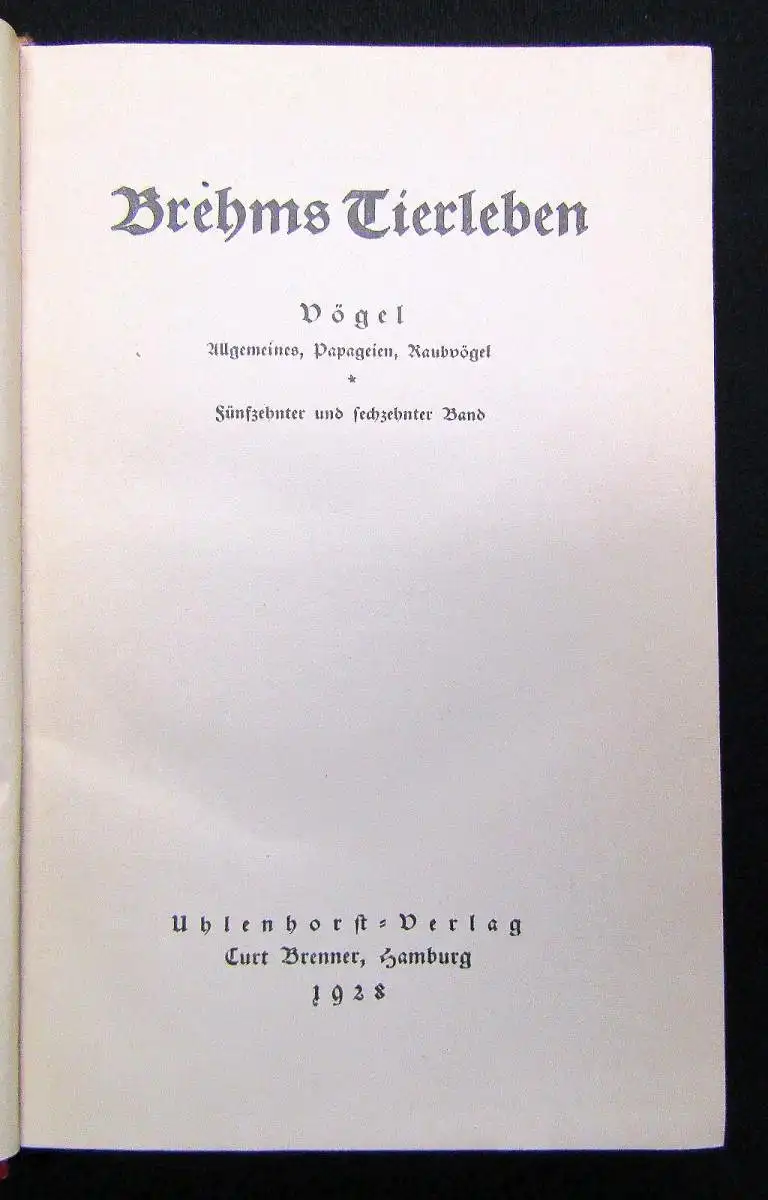 Brehms Tierleben
Vögel
Allgemeines, Papageien, Raubvögel
*
Fünfzehnter und ſechzehnter Band
Uhlenhorſt⸗Verlag
Curt Brenner, Hamburg
1928